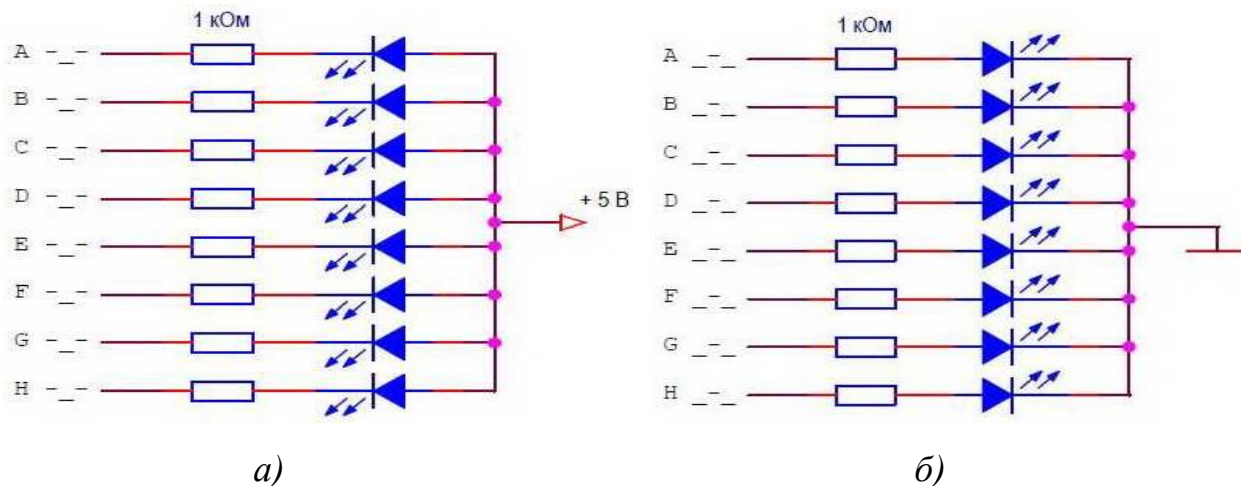 1 кОм
A -_-
B -_-
C -_-
D -_-
E -_-
F -_-
G -_-
H -_-
+ 5 В
а)
1 кОм
A _-_
B _-_
C _-_
D _-_
E _-_
F _-_
G _-_
H _-_
б)